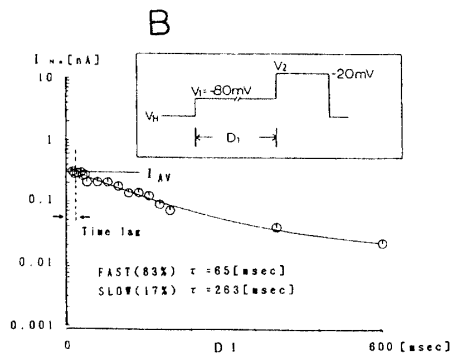 B
I Na [nA]
10
1
0.1
0.01
0.001
V₂
-20mV
V₁=-80mV
VH
D₁
I AV
Time lag
FAST(83%) τ =65[msec]
SLOW(17%) τ =263[msec]
0
D1
600 [msec]